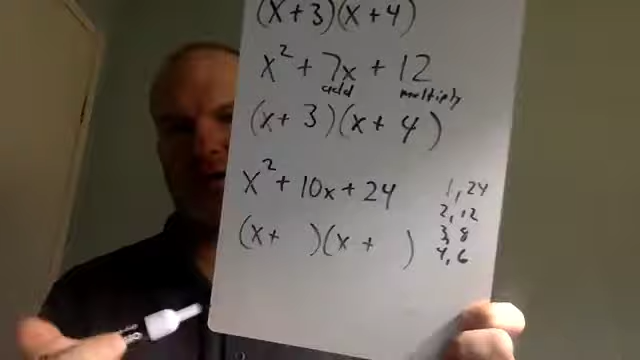 (x+3)(x+4)
x² + 7x + 12
add multiply
(x+ 3)(x+ 4 )
x² + 10x + 24
(x+ )(x + )
1, 24
2, 12
3, 8
4, 6